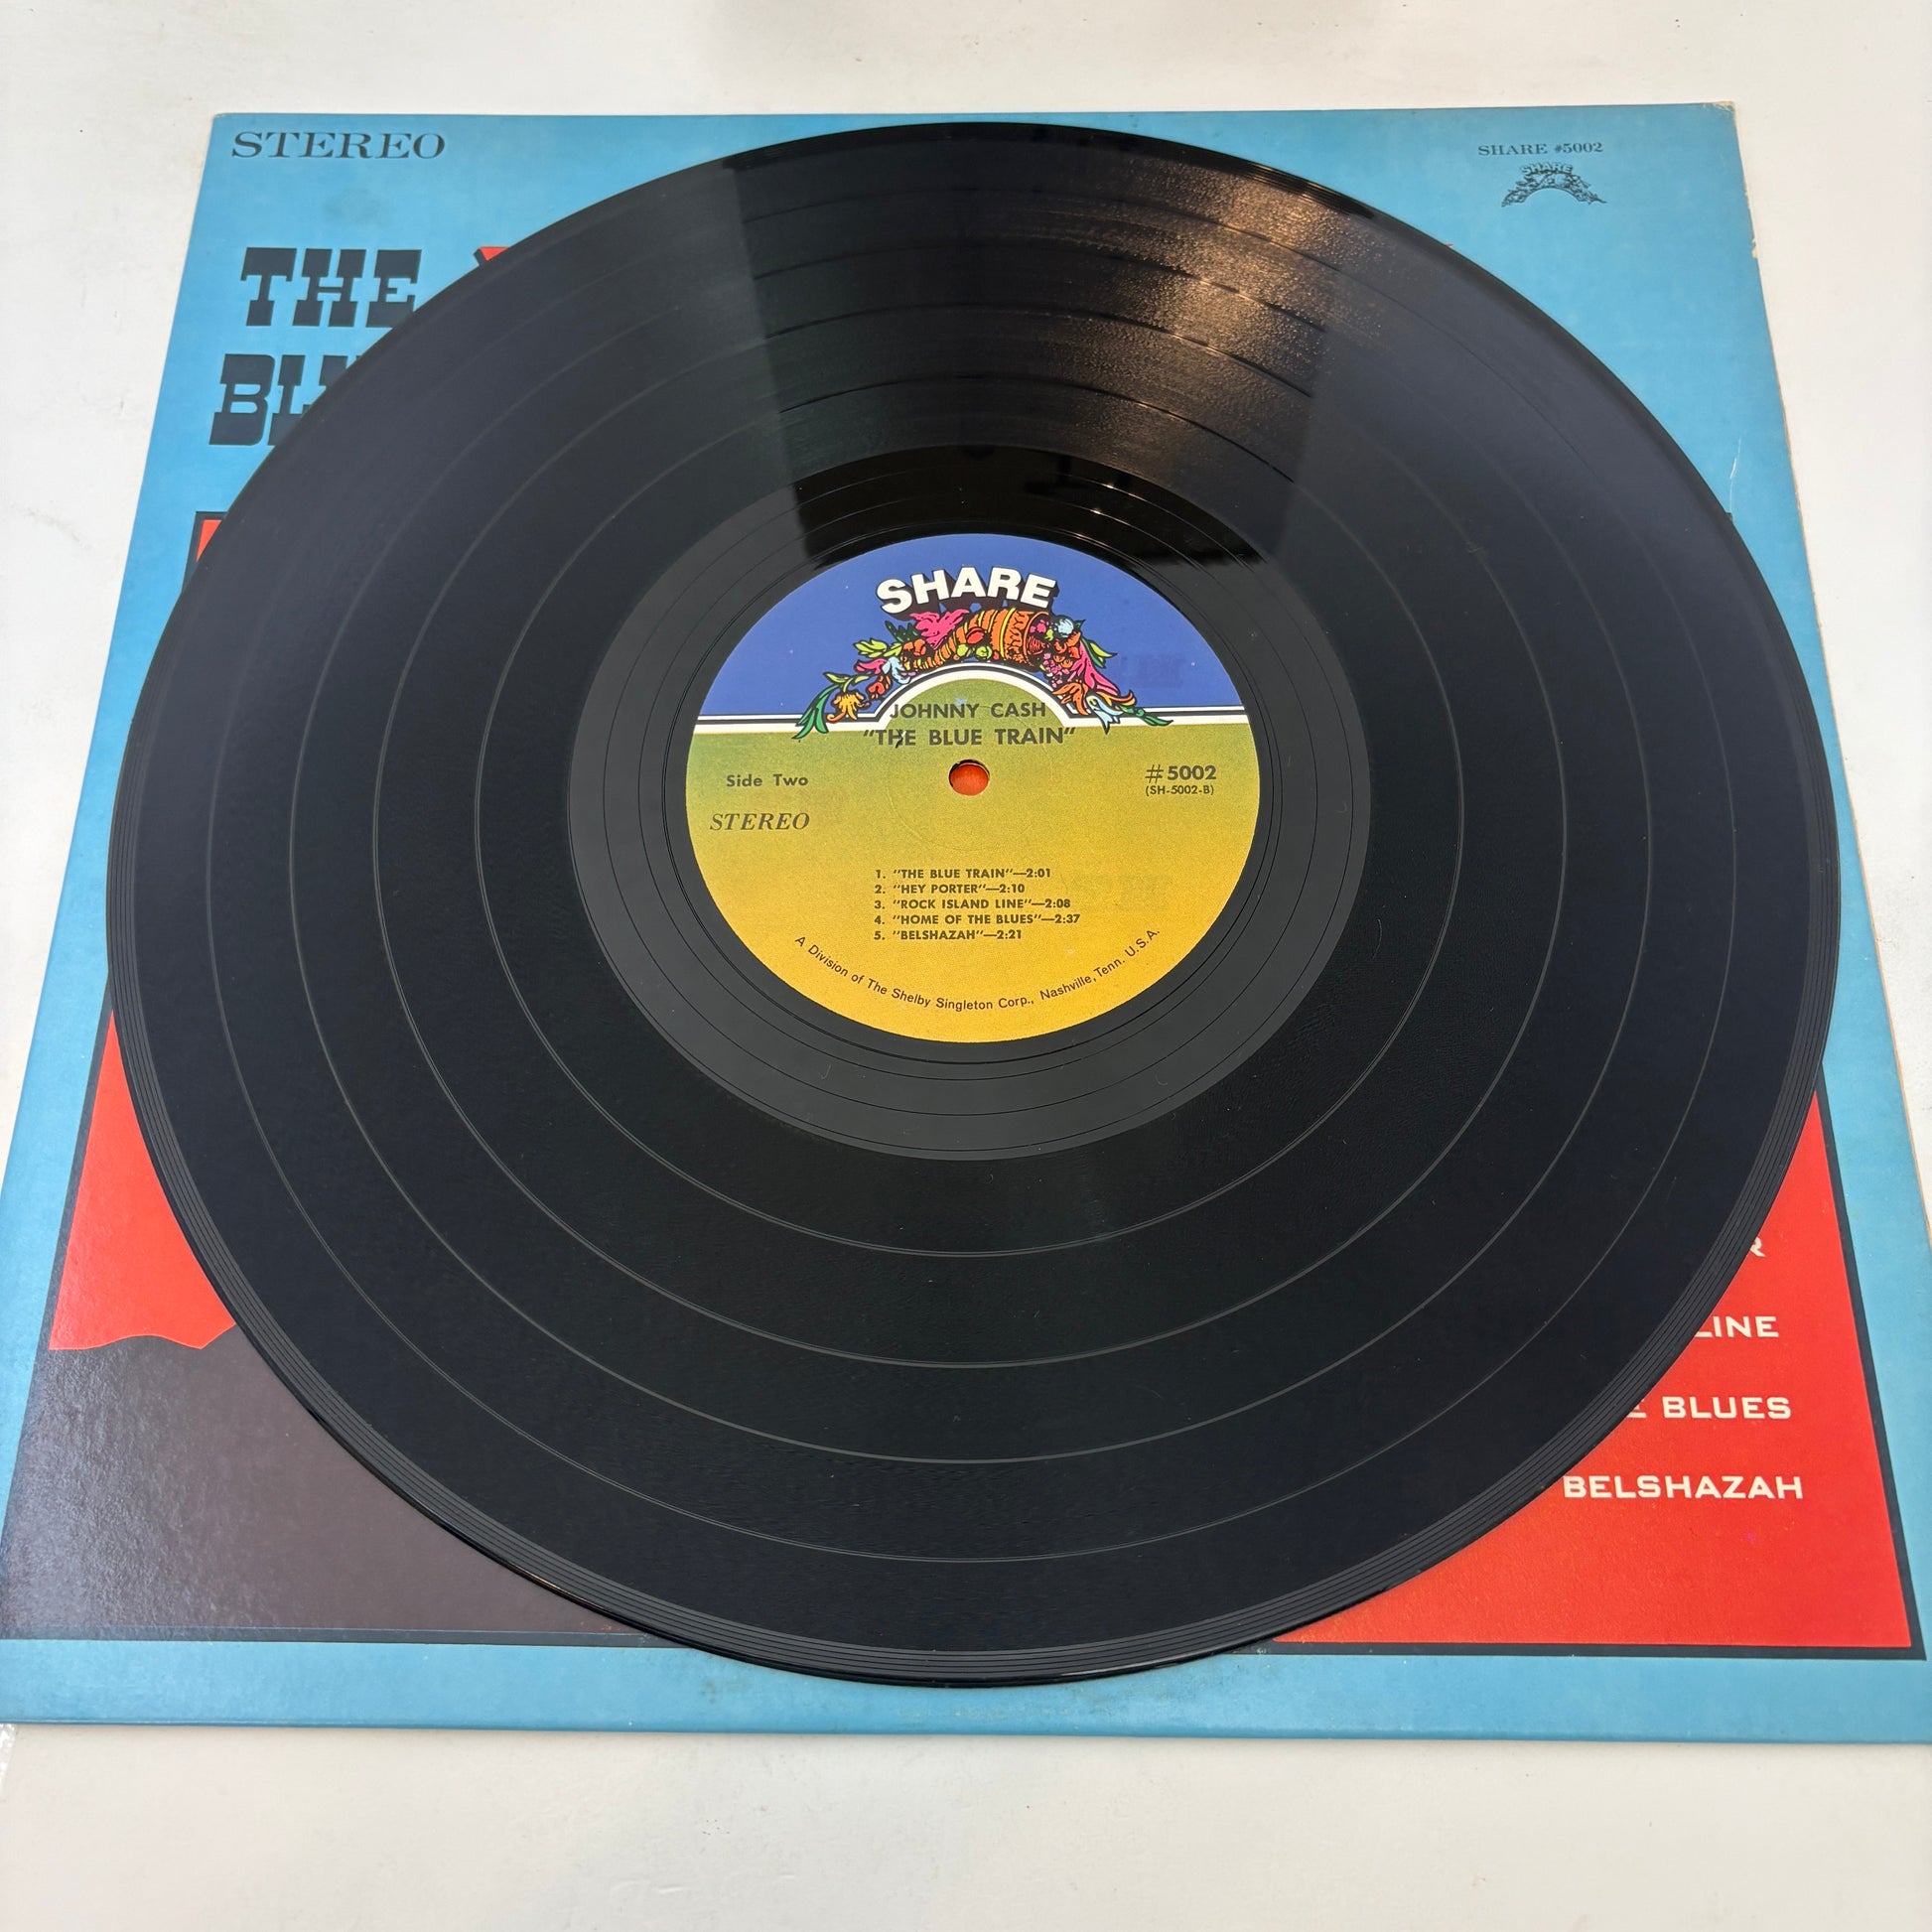 STEREO
SHARE #5002
SHARE
THE
SHARE
JOHNNY CASH
"THE BLUE TRAIN"
Side Two
#5002
(SH-5002-B)
STEREO
1. "THE BLUE TRAIN"—2:01
2. "HEY PORTER"—2:10
3. "ROCK ISLAND LINE"—2:08
4. "HOME OF THE BLUES"—2:37
5. "BELSHAZAH"—2:21
A Division of The Shelby Singleton Corp., Nashville, Tenn. U.S.A.
LINE
BLUES
BELSHAZAH